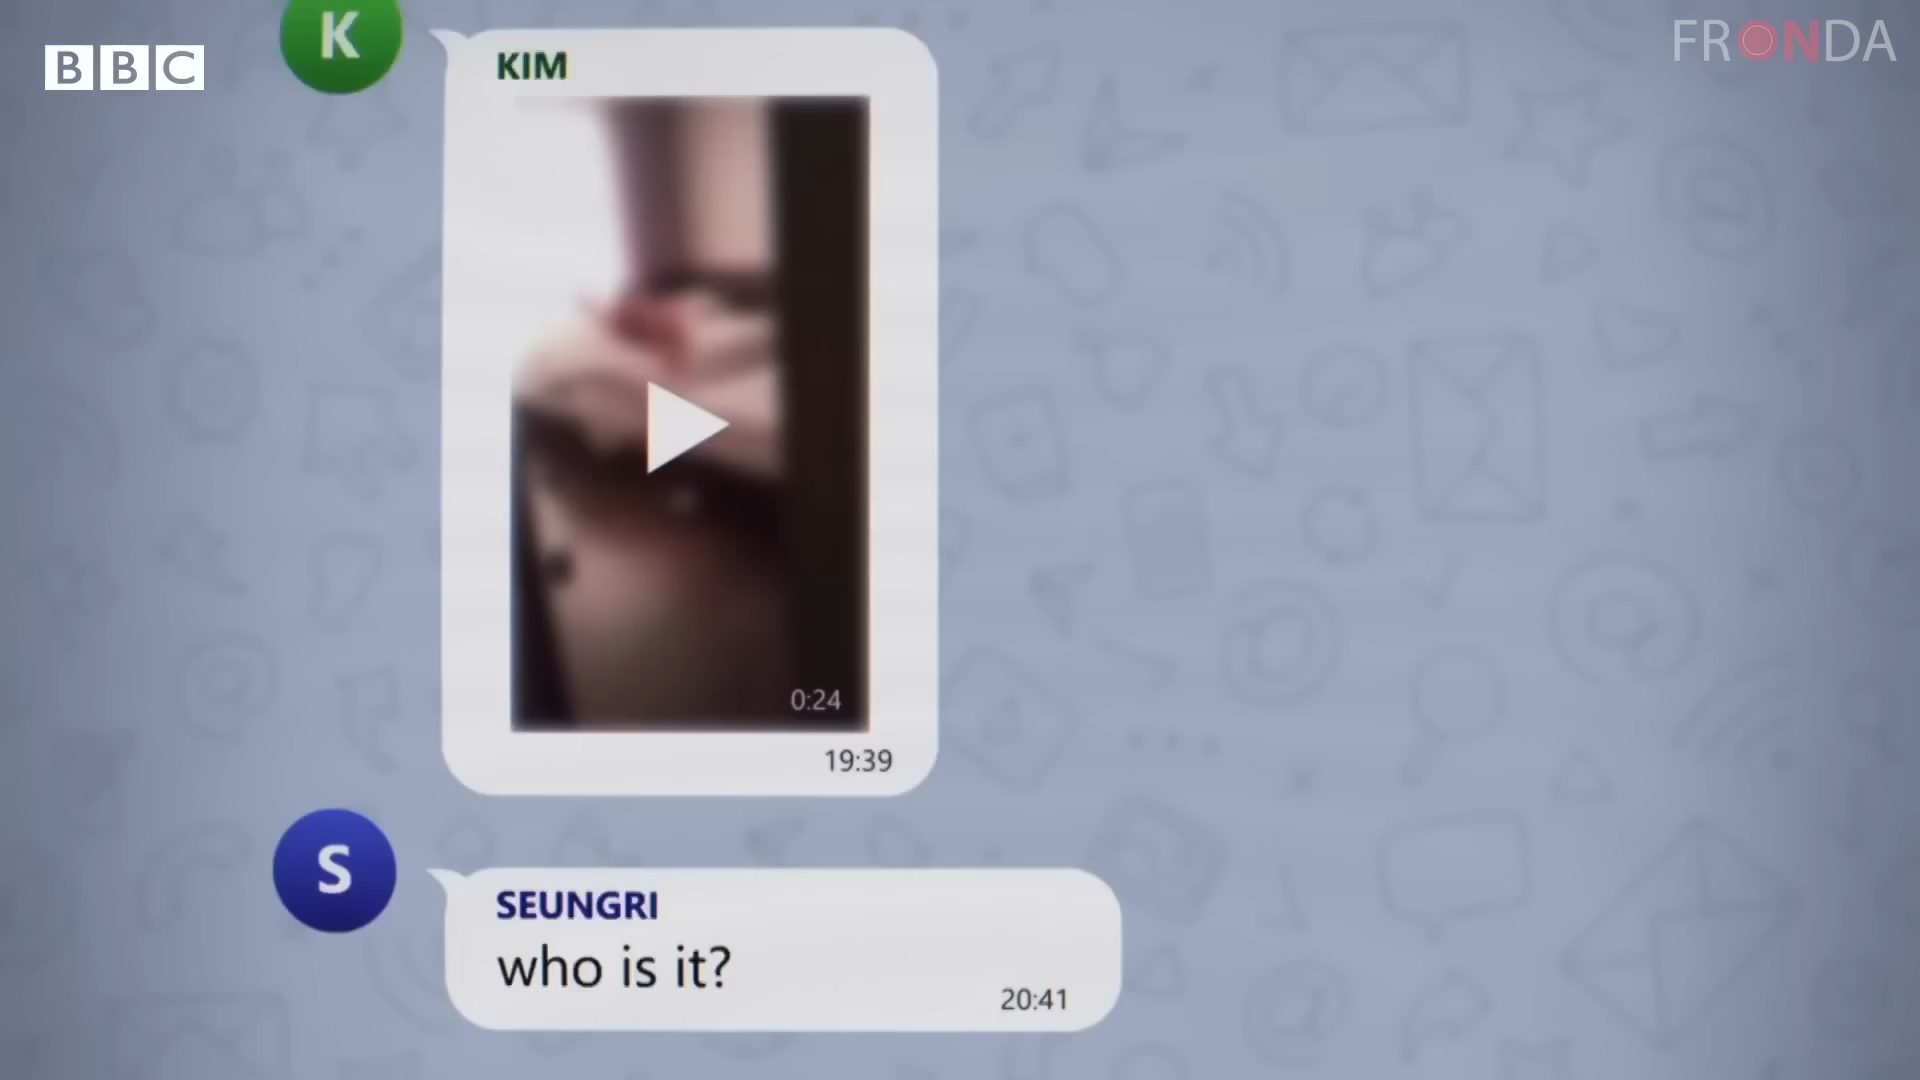 BBC
FRONDA
K
KIM
0:24
19:39
S
SEUNGRI
who is it?
20:41